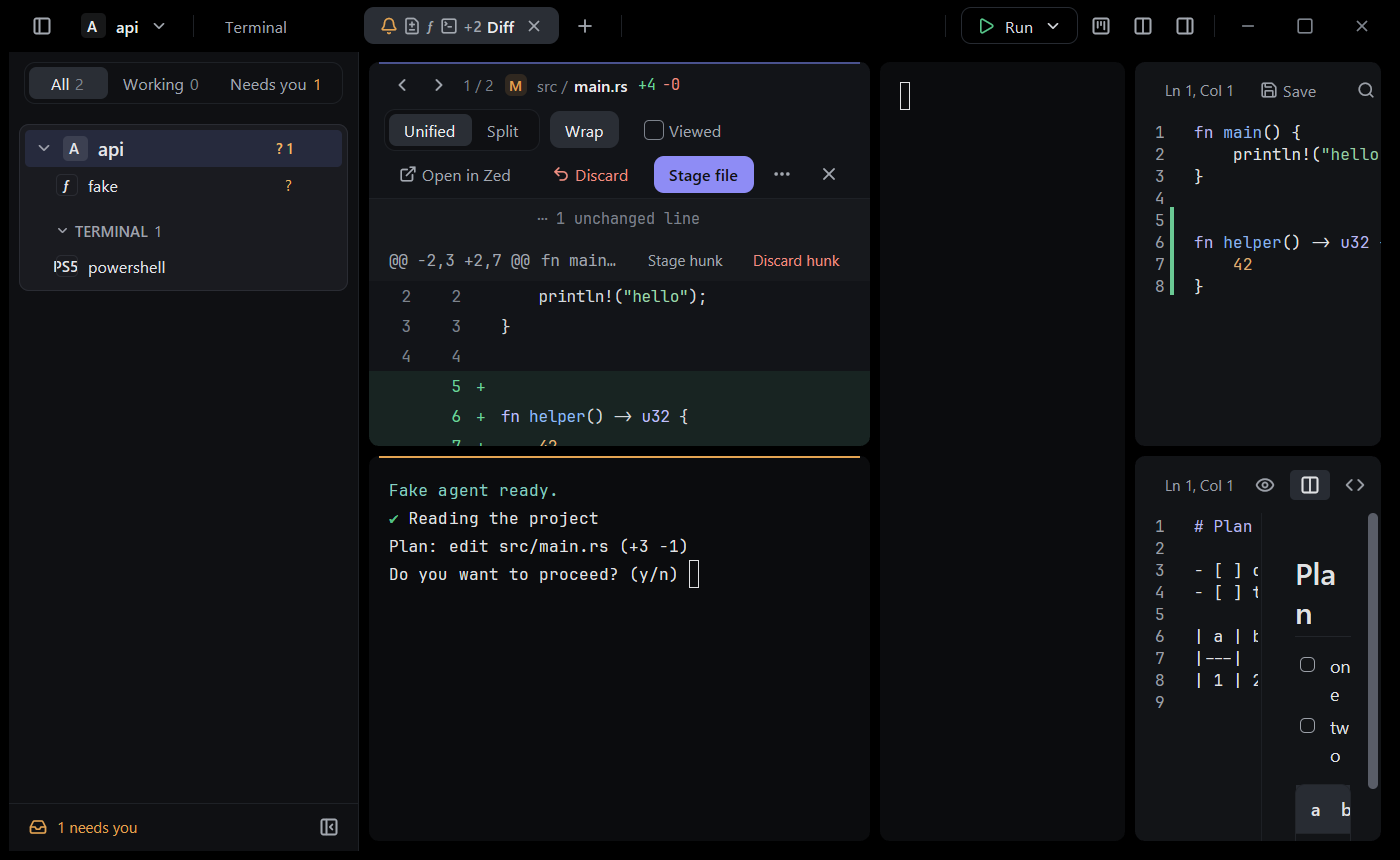 A api
Terminal
ƒ +2 Diff
Run
All 2 Working 0 Needs you 1
A api ? 1
ƒ fake ?
TERMINAL 1
PS5 powershell
1 needs you
1 / 2 M src / main.rs +4 -0
Unified Split Wrap Viewed
Open in Zed Discard Stage file
··· 1 unchanged line
@@ -2,3 +2,7 @@ fn main… Stage hunk Discard hunk
2 2 println!("hello");
3 3 }
4 4
5 +
6 + fn helper() -> u32 {
7 + 42
Fake agent ready.
✔ Reading the project
Plan: edit src/main.rs (+3 -1)
Do you want to proceed? (y/n)
Ln 1, Col 1 Save
1 fn main() {
2 println!("hello
3 }
4
5
6 fn helper() -> u32
7 42
8 }
Ln 1, Col 1
1 # Plan
2
3 - [ ]
4 - [ ] t
5
6 | a | b
7 |---|
8 | 1 | 2
9
Pla
n
on
e
tw
o
a b